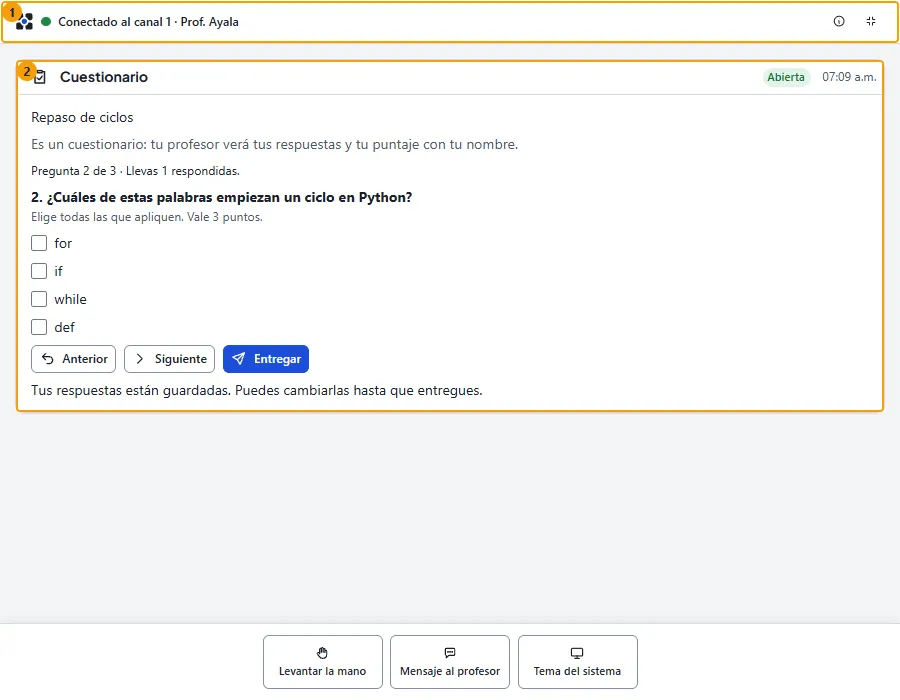 1
Conectado al canal 1 · Prof. Ayala
2
Cuestionario
Abierta
07:09 a.m.
Repaso de ciclos
Es un cuestionario: tu profesor verá tus respuestas y tu puntaje con tu nombre.
Pregunta 2 de 3 · Llevas 1 respondidas.
2. ¿Cuáles de estas palabras empiezan un ciclo en Python?
Elige todas las que apliquen. Vale 3 puntos.
for
if
while
def
Anterior
Siguiente
Entregar
Tus respuestas están guardadas. Puedes cambiarlas hasta que entregues.
Levantar la mano
Mensaje al profesor
Tema del sistema